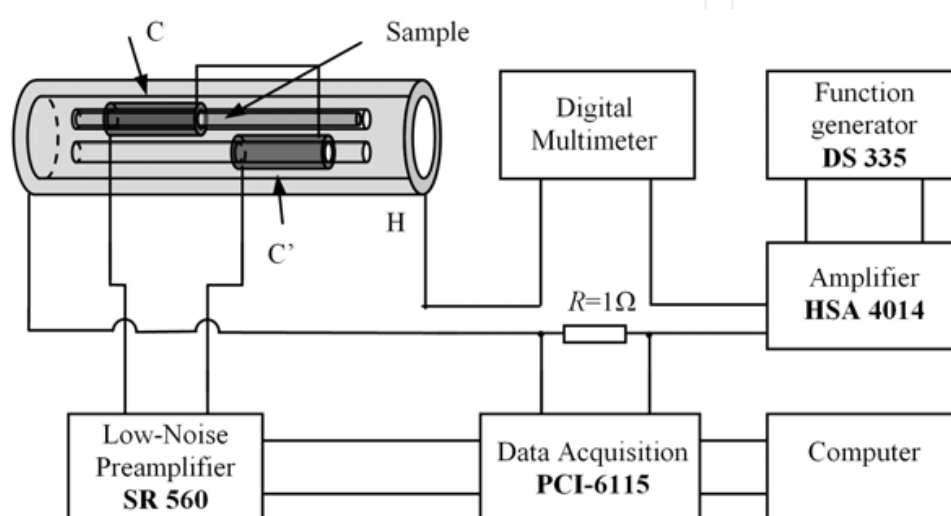 C
Sample
H
C’
Digital
Multimeter
Function
generator
DS 335
Amplifier
HSA 4014
R=1Ω
Low-Noise
Preamplifier
SR 560
Data Acquisition
PCI-6115
Computer